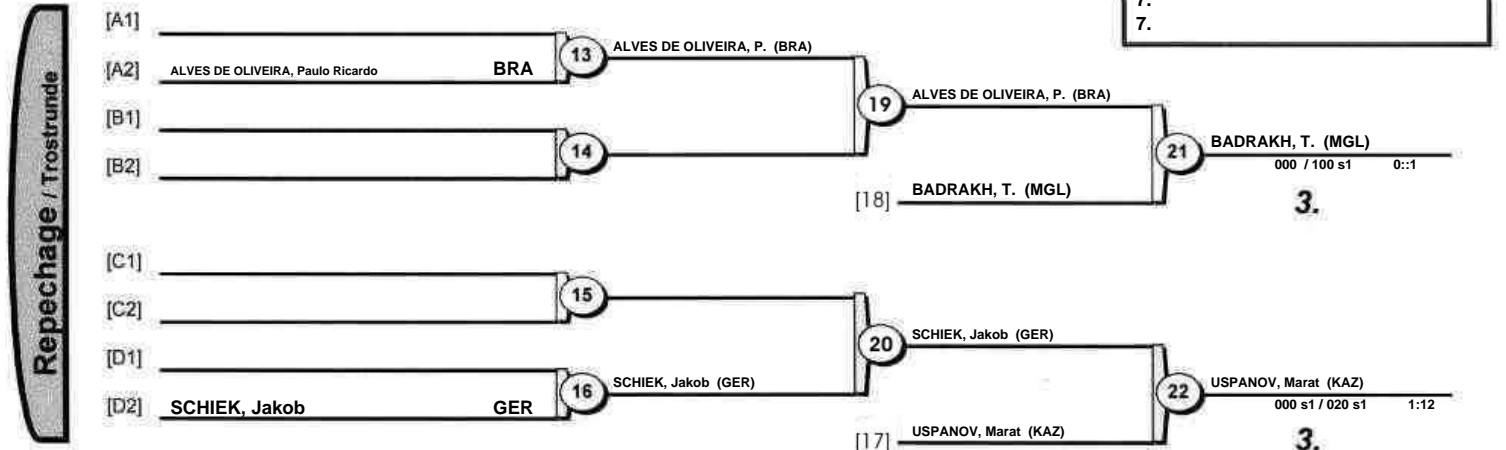 7.
7.
Repechage / Trostrunde
[A1]
[A2] ALVES DE OLIVEIRA, Paulo Ricardo BRA
13
ALVES DE OLIVEIRA, P. (BRA)
[B1]
[B2]
14
19
ALVES DE OLIVEIRA, P. (BRA)
[18] BADRAKH, T. (MGL)
21
BADRAKH, T. (MGL)
000 / 100 s1 0::1
3.
[C1]
[C2]
15
[D1]
[D2] SCHIEK, Jakob GER
16
SCHIEK, Jakob (GER)
20
SCHIEK, Jakob (GER)
[17] USPANOV, Marat (KAZ)
22
USPANOV, Marat (KAZ)
000 s1 / 020 s1 1:12
3.